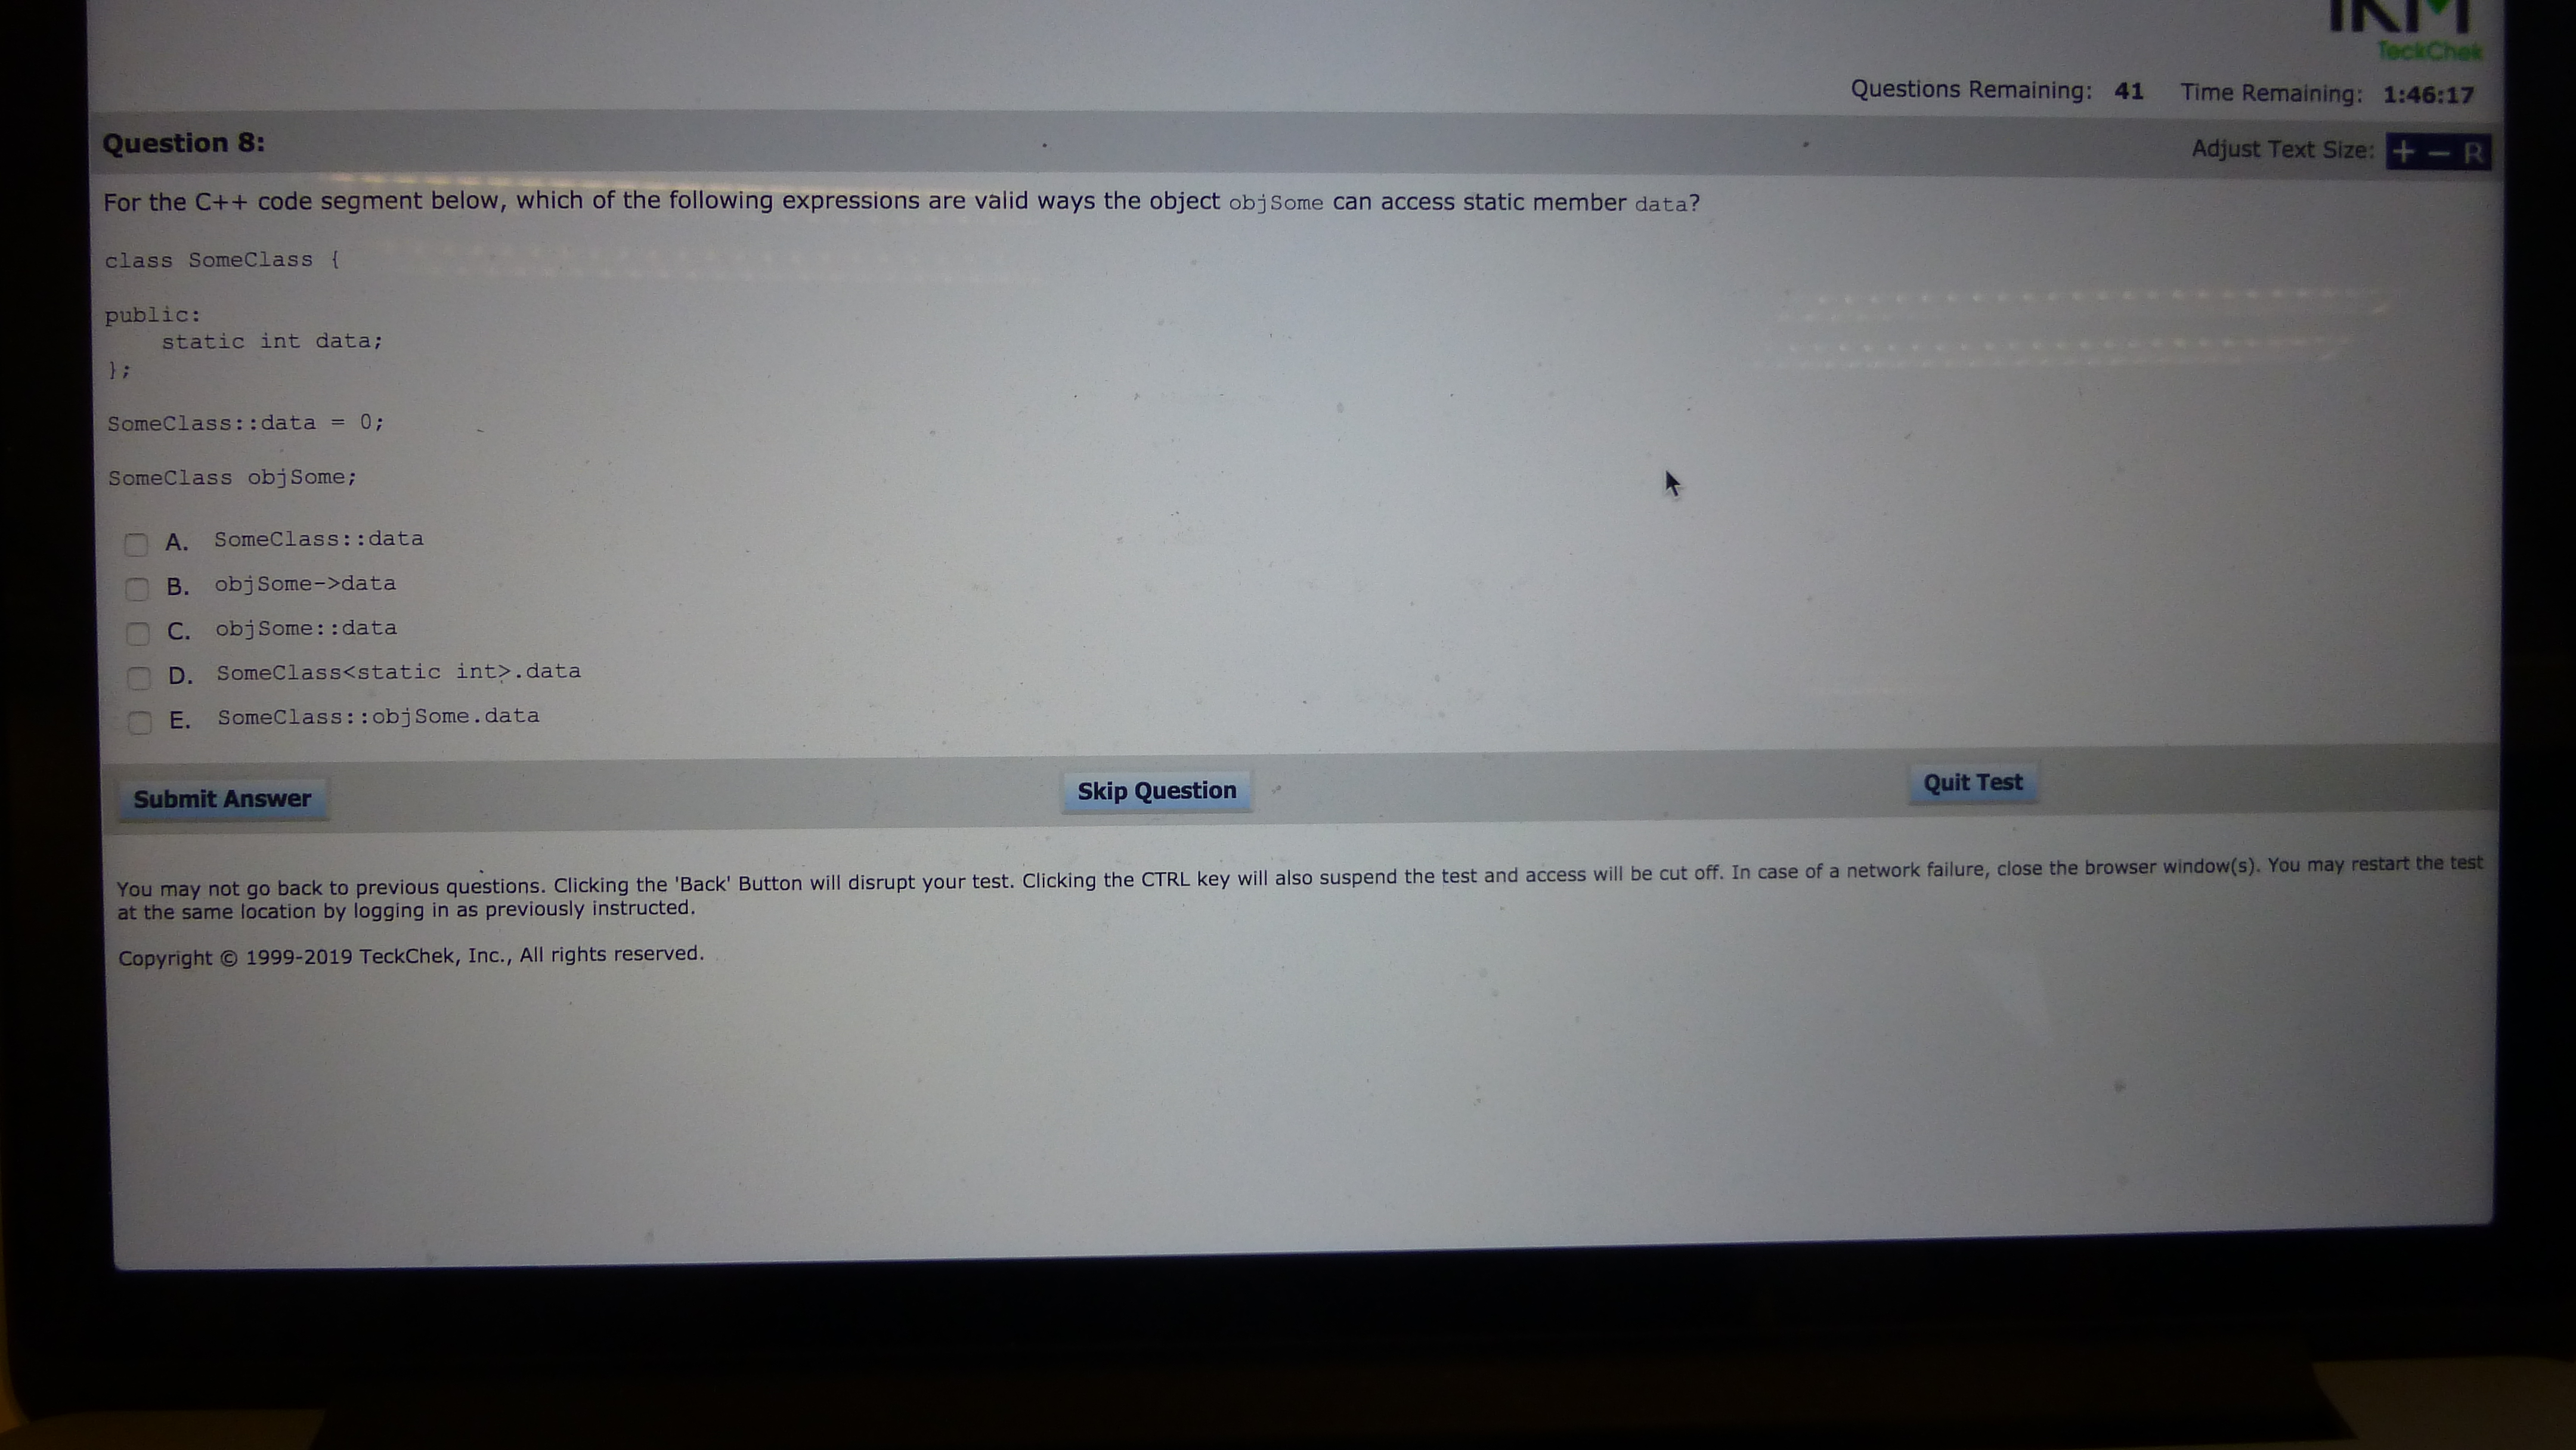 IKM
TeckChek
Questions Remaining: 41 Time Remaining: 1:46:17
Question 8: Adjust Text Size: + - R
For the C++ code segment below, which of the following expressions are valid ways the object objSome can access static member data?
class SomeClass {
public:
    static int data;
};
SomeClass::data = 0;
SomeClass objSome;
A. SomeClass::data
B. objSome->data
C. objSome::data
D. SomeClass<static int>.data
E. SomeClass::objSome.data
Submit Answer Skip Question Quit Test
You may not go back to previous questions. Clicking the 'Back' Button will disrupt your test. Clicking the CTRL key will also suspend the test and access will be cut off. In case of a network failure, close the browser window(s). You may restart the test
at the same location by logging in as previously instructed.
Copyright © 1999-2019 TeckChek, Inc., All rights reserved.